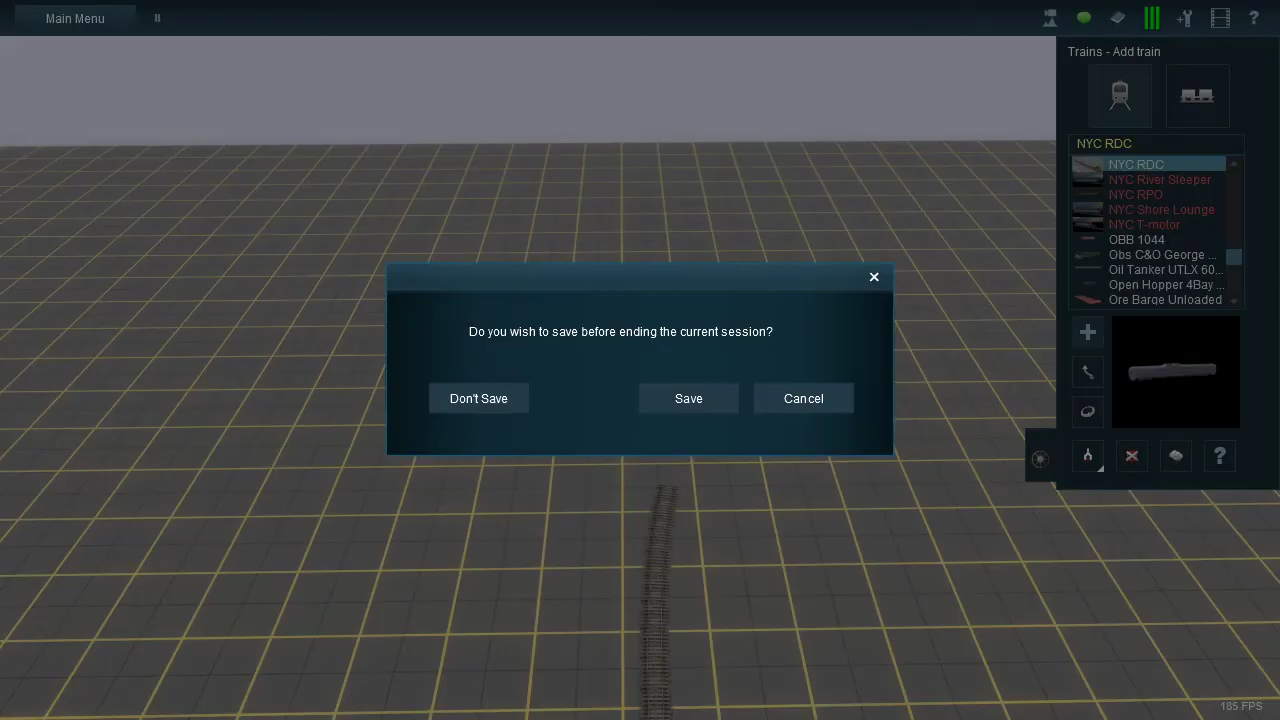 Main Menu
?
Trains - Add train
NYC RDC
NYC RDC
NYC River Sleeper
NYC RPO
NYC Shore Lounge
NYC T-motor
OBB 1044
Obs C&O George ...
Oil Tanker UTLX 60...
Open Hopper 4Bay ...
Ore Barge Unloaded
Do you wish to save before ending the current session?
Don't Save
Save
Cancel
?
185 FPS